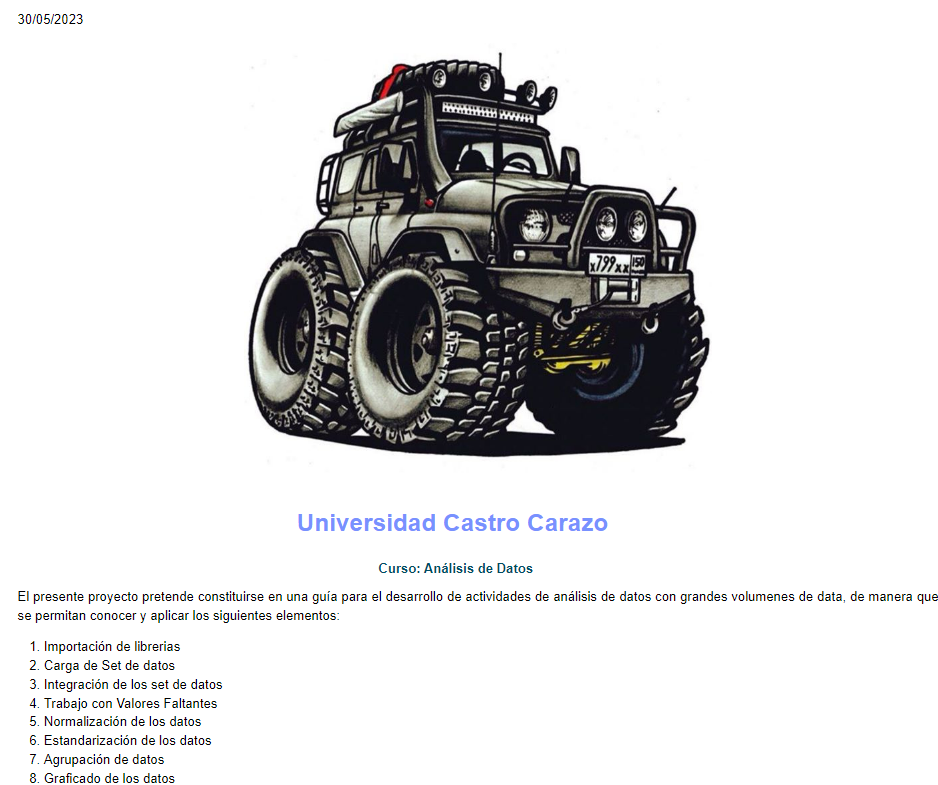 30/05/2023
x799xx 150
Universidad Castro Carazo
Curso: Análisis de Datos
El presente proyecto pretende constituirse en una guía para el desarrollo de actividades de análisis de datos con grandes volumenes de data, de manera que
se permitan conocer y aplicar los siguientes elementos:
1. Importación de librerias
2. Carga de Set de datos
3. Integración de los set de datos
4. Trabajo con Valores Faltantes
5. Normalización de los datos
6. Estandarización de los datos
7. Agrupación de datos
8. Graficado de los datos